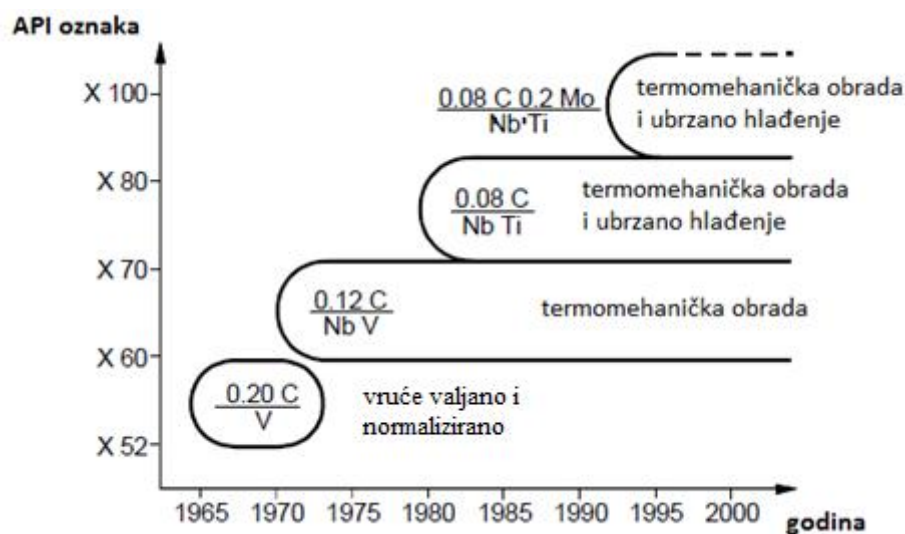 API oznaka
X 100
X 80
X 70
X 60
X 52
0.08 C 0.2 Mo
Nb'Ti
termomehanička obrada
i ubrzano hlađenje
0.08 C
Nb Ti
termomehanička obrada
i ubrzano hlađenje
0.12 C
Nb V
termomehanička obrada
0.20 C
V
vruće valjano i
normalizirano
1965 1970 1975 1980 1985 1990 1995 2000
godina